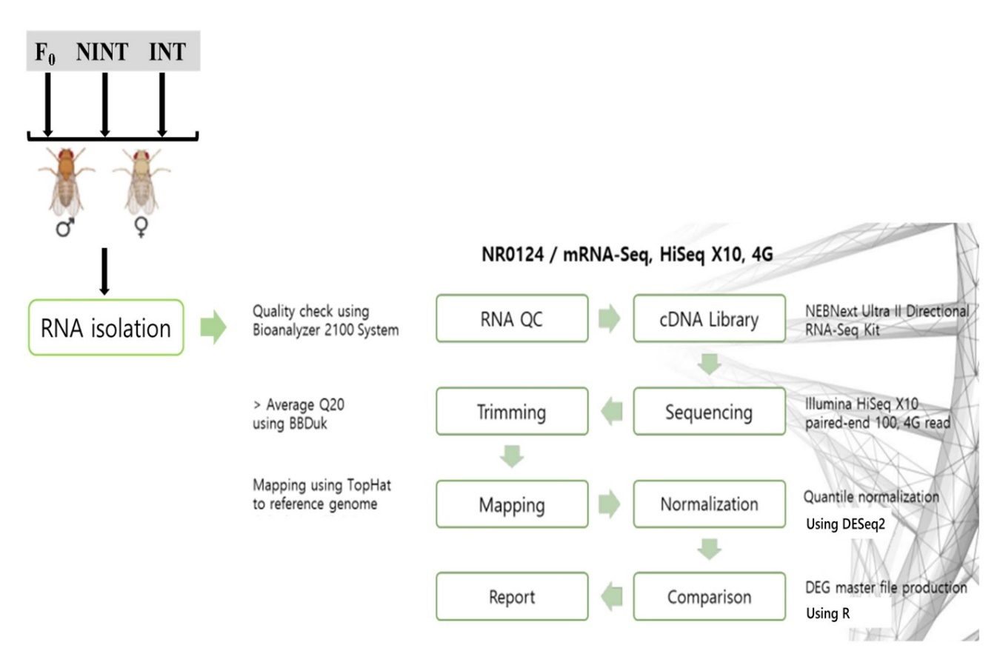 F0 NINT INT
♂ ♀
RNA isolation
NR0124 / mRNA-Seq, HiSeq X10, 4G
Quality check using
Bioanalyzer 2100 System
RNA QC
cDNA Library
NEBNext Ultra II Directional
RNA-Seq Kit
> Average Q20
using BBDuk
Trimming
Sequencing
Illumina HiSeq X10
paired-end 100, 4G read
Mapping using TopHat
to reference genome
Mapping
Normalization
Quantile normalization
Using DESeq2
Report
Comparison
DEG master file production
Using R